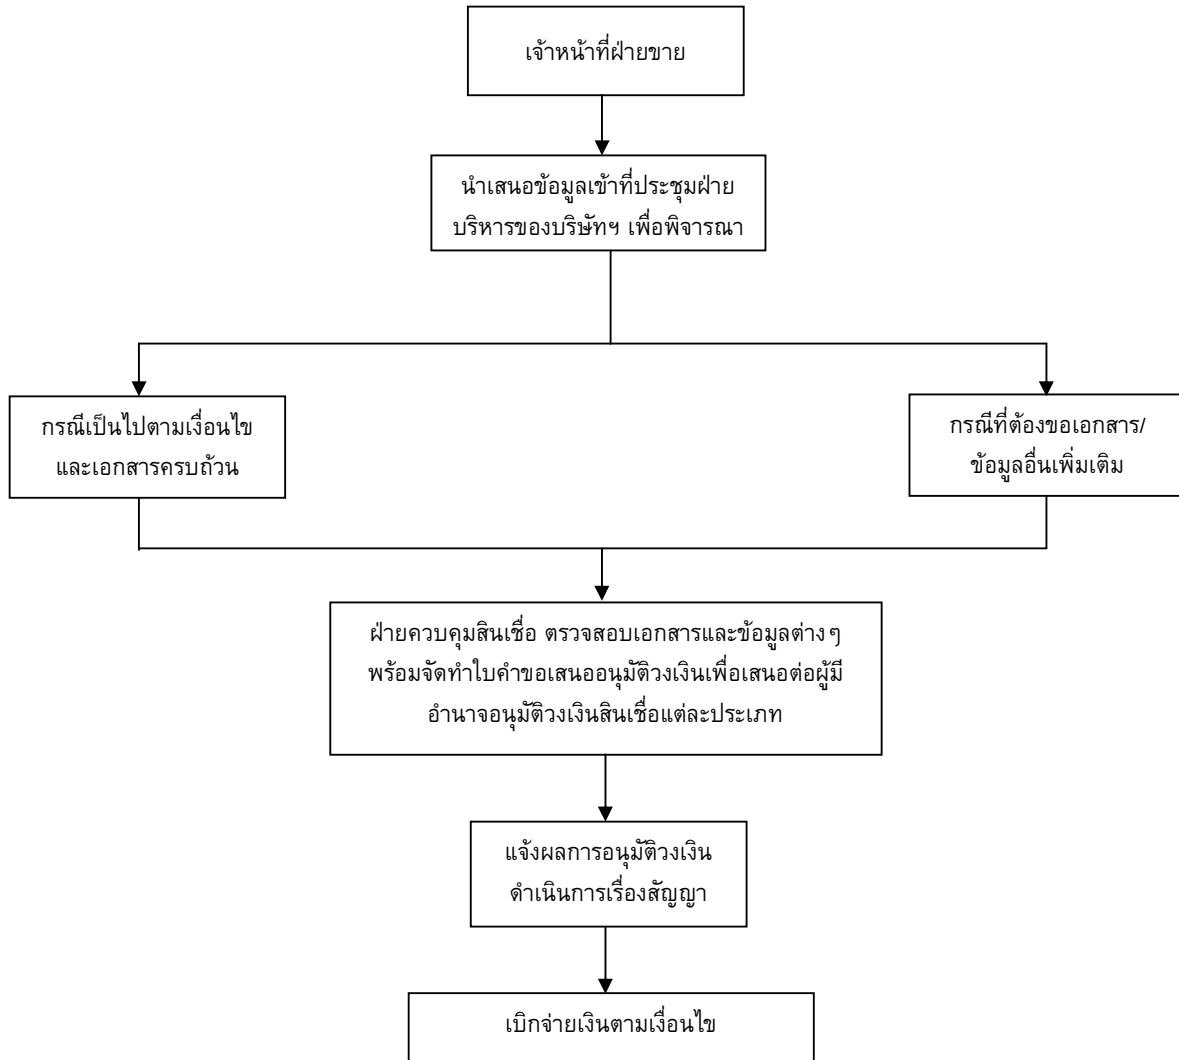 เจ้าหน้าที่ฝ่ายขาย
นำเสนอข้อมูลเข้าที่ประชุมฝ่าย
บริหารของบริษัทฯ เพื่อพิจารณา
กรณีเป็นไปตามเงื่อนไข
และเอกสารครบถ้วน
กรณีที่ต้องขอเอกสาร/
ข้อมูลอื่นเพิ่มเติม
ฝ่ายควบคุมสินเชื่อ ตรวจสอบเอกสารและข้อมูลต่างๆ
พร้อมจัดทำใบคำขอเสนออนุมัติวงเงินเพื่อเสนอต่อผู้มี
อำนาจอนุมัติวงเงินสินเชื่อแต่ละประเภท
แจ้งผลการอนุมัติวงเงิน
ดำเนินการเรื่องสัญญา
เบิกจ่ายเงินตามเงื่อนไข